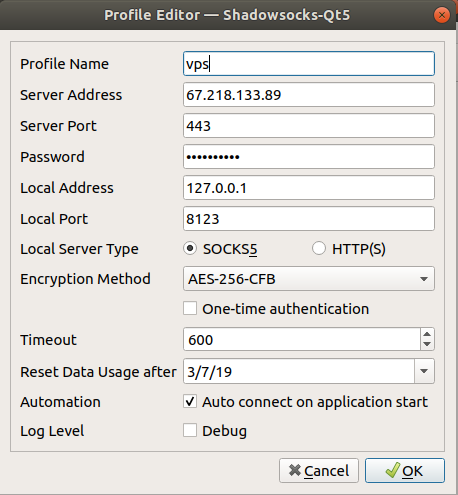 Profile Editor — Shadowsocks-Qt5
Profile Name vps
Server Address 67.218.133.89
Server Port 443
Password ••••••••••
Local Address 127.0.0.1
Local Port 8123
Local Server Type SOCKS5 HTTP(S)
Encryption Method AES-256-CFB
One-time authentication
Timeout 600
Reset Data Usage after 3/7/19
Automation Auto connect on application start
Log Level Debug
Cancel OK